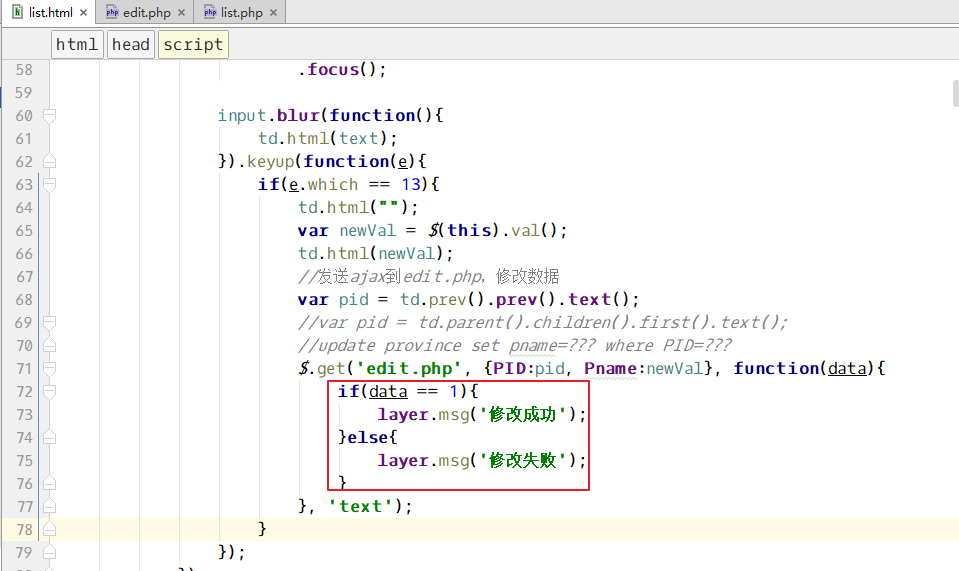 list.html × edit.php × list.php ×
html head script
58 .focus();
59
60 input.blur(function(){
61 td.html(text);
62 }).keyup(function(e){
63 if(e.which == 13){
64 td.html("");
65 var newVal = $(this).val();
66 td.html(newVal);
67 //发送ajax到edit.php，修改数据
68 var pid = td.prev().prev().text();
69 //var pid = td.parent().children().first().text();
70 //update province set pname=??? where PID=???
71 $.get('edit.php', {PID:pid, Pname:newVal}, function(data){
72 if(data == 1){
73 layer.msg('修改成功');
74 }else{
75 layer.msg('修改失败');
76 }
77 }, 'text');
78 }
79 });